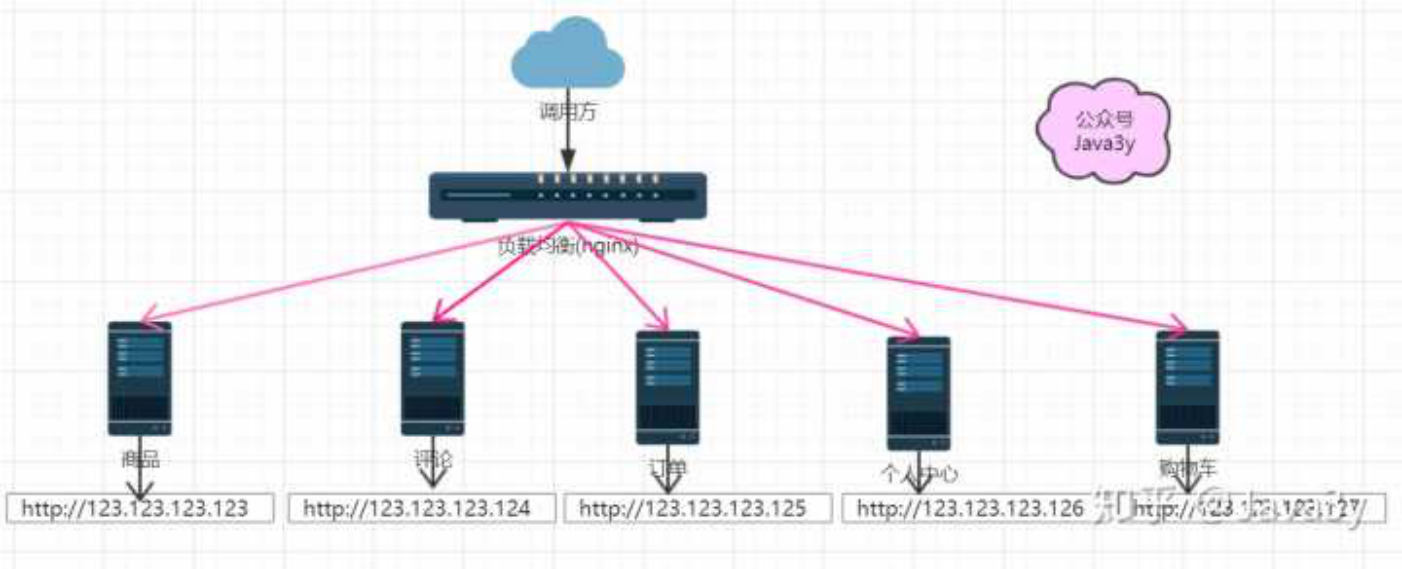 调用方
公众号
Java3y
负载均衡(nginx)
商品
评论
订单
个人中心
购物车
http://123.123.123.123
http://123.123.123.124
http://123.123.123.125
http://123.123.123.126
http://123.123.123.127
知乎 @Java3y